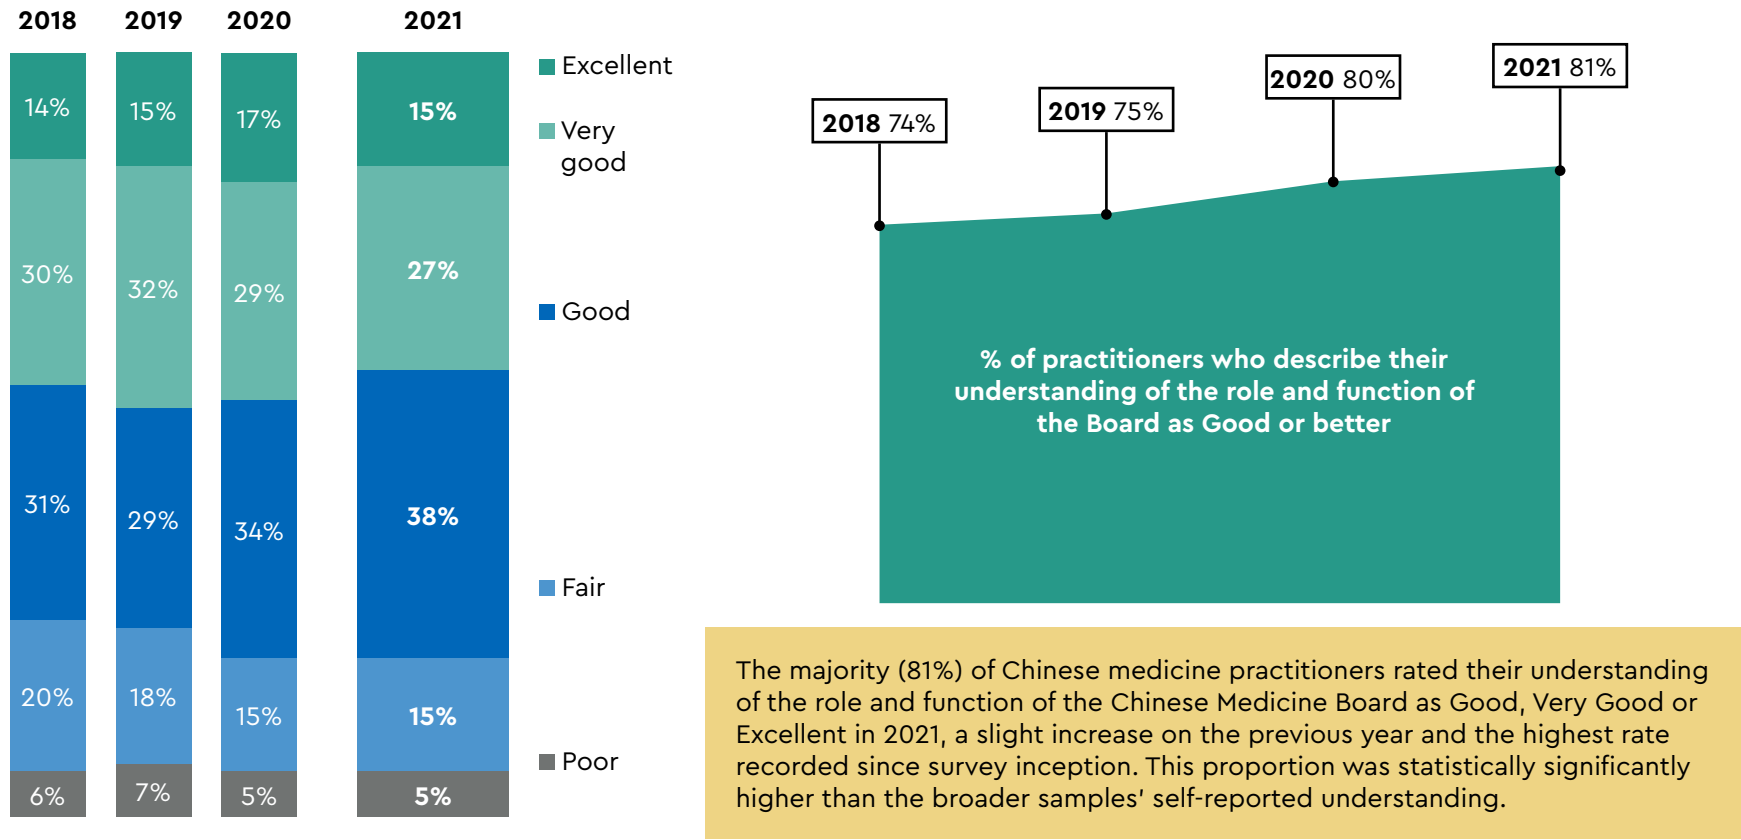 2018 2019 2020 2021
14% 15% 17% 15%
30% 32% 29% 27%
31% 29% 34% 38%
20% 18% 15% 15%
6% 7% 5% 5%
Excellent
Very
good
Good
Fair
Poor
2018 74%
2019 75%
2020 80%
2021 81%
% of practitioners who describe their
understanding of the role and function of
the Board as Good or better
The majority (81%) of Chinese medicine practitioners rated their understanding
of the role and function of the Chinese Medicine Board as Good, Very Good or
Excellent in 2021, a slight increase on the previous year and the highest rate
recorded since survey inception. This proportion was statistically significantly
higher than the broader samples’ self-reported understanding.